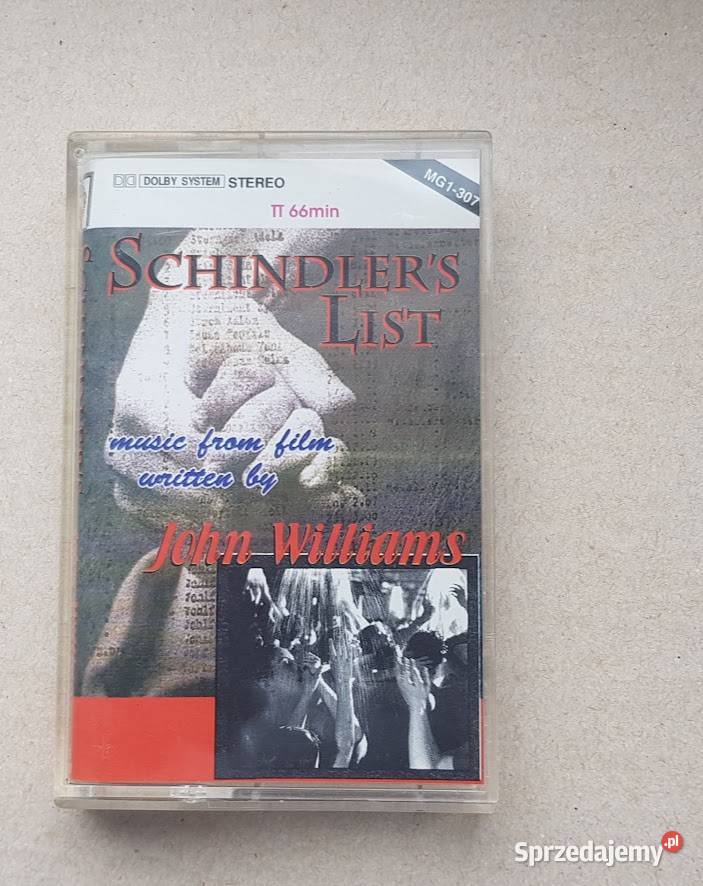 DOLBY SYSTEM STEREO
MG1-307
TT 66min
SCHINDLER'S
LIST
music from film
written by
John Williams
Sprzedajemy.pl